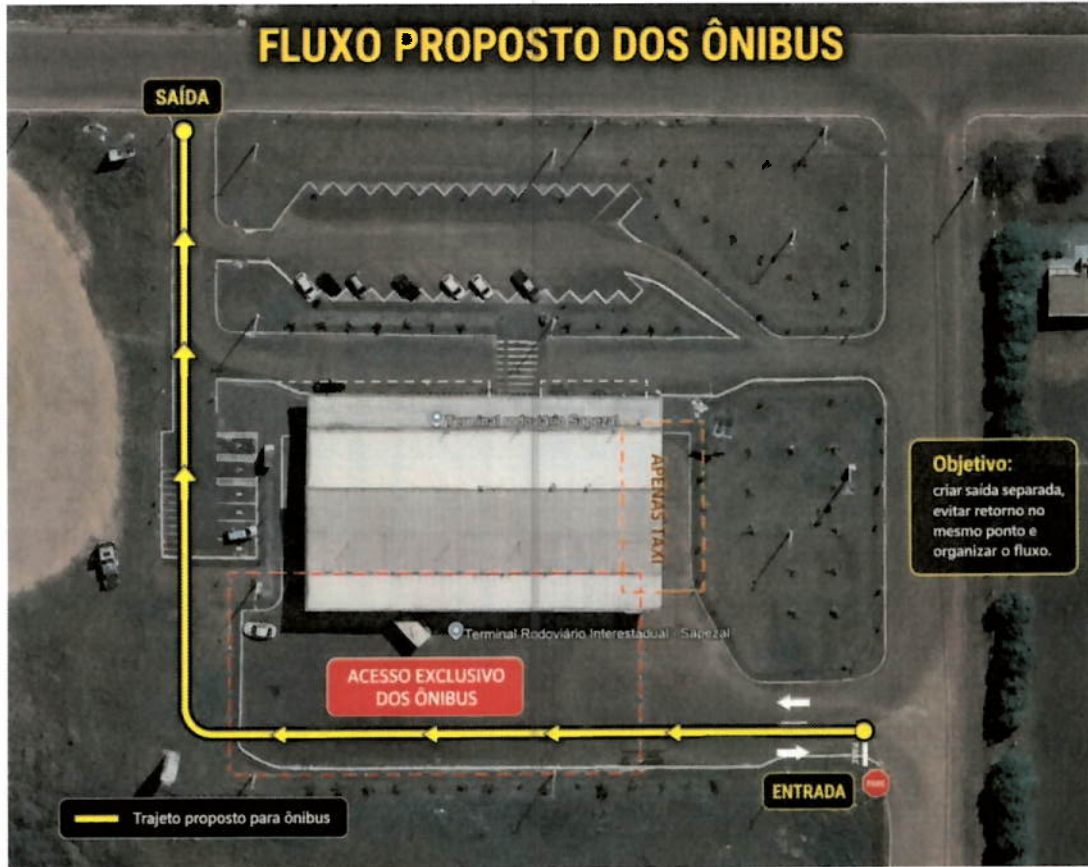 FLUXO PROPOSTO DOS ÔNIBUS
SAÍDA
Terminal rodoviário Sapezal
APENAS TAXI
Objetivo:
criar saída separada,
evitar retorno no
mesmo ponto e
organizar o fluxo.
Terminal Rodoviário Interestadual - Sapezal
ACESSO EXCLUSIVO
DOS ÔNIBUS
ENTRADA
PARE
Trajeto proposto para ônibus